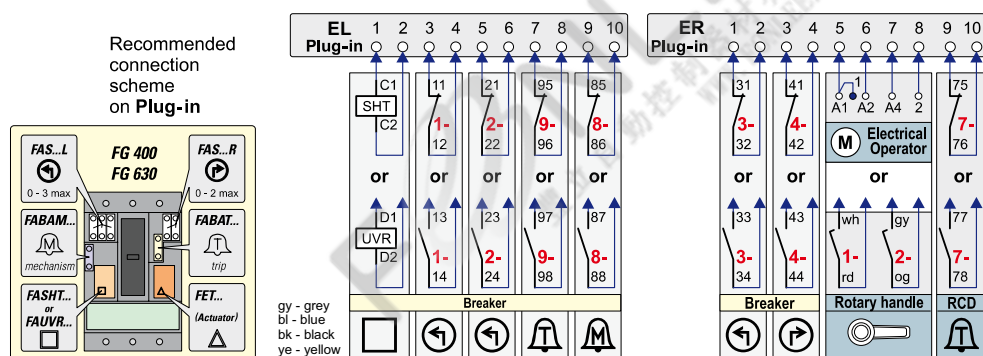 Recommended
connection
scheme
on Plug-in
FAS...L
0 - 3 max
FG 400
FG 630
FAS...R
0 - 2 max
FABAM...
M
mechanism
FABAT...
T
trip
FASHT...
or
FAUVR...
FET...
(Actuator)
EL 1 2 3 4 5 6 7 8 9 10
Plug-in
C1 11 21 95 85
SHT 1- 2- 9- 8-
C2 12 22 96 86
or or or or or
D1 13 23 97 87
UVR 1- 2- 9- 8-
D2 14 24 98 88
Breaker
T M
gy - grey
bl - blue
bk - black
ye - yellow
ER 1 2 3 4 5 6 7 8 9 10
Plug-in
31 41 1 75
A1 A2 A4 2
3- 4- M Electrical 7-
32 42 Operator 76
or or or or
33 43 wh gy 77
3- 4- 1- 2- 7-
34 44 rd og 78
Breaker Rotary handle RCD
T